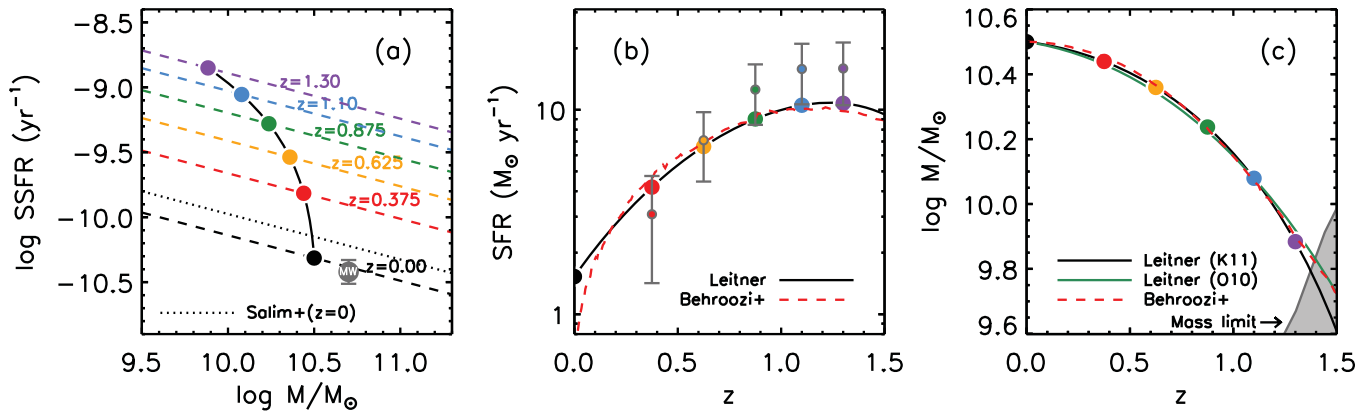 (a)
-8.5
-9.0
-9.5
-10.0
-10.5
log SSFR (yr⁻¹)
z=1.30
z=1.10
z=0.875
z=0.625
z=0.375
z=0.00
MW
Salim+(z=0)
9.5 10.0 10.5 11.0
log M/M⊙
(b)
10
1
SFR (M⊙ yr⁻¹)
Leitner
Behroozi+
0.0 0.5 1.0 1.5
z
(c)
10.6
10.4
10.2
10.0
9.8
9.6
log M/M⊙
Leitner (K11)
Leitner (O10)
Behroozi+
Mass limit→
0.0 0.5 1.0 1.5
z